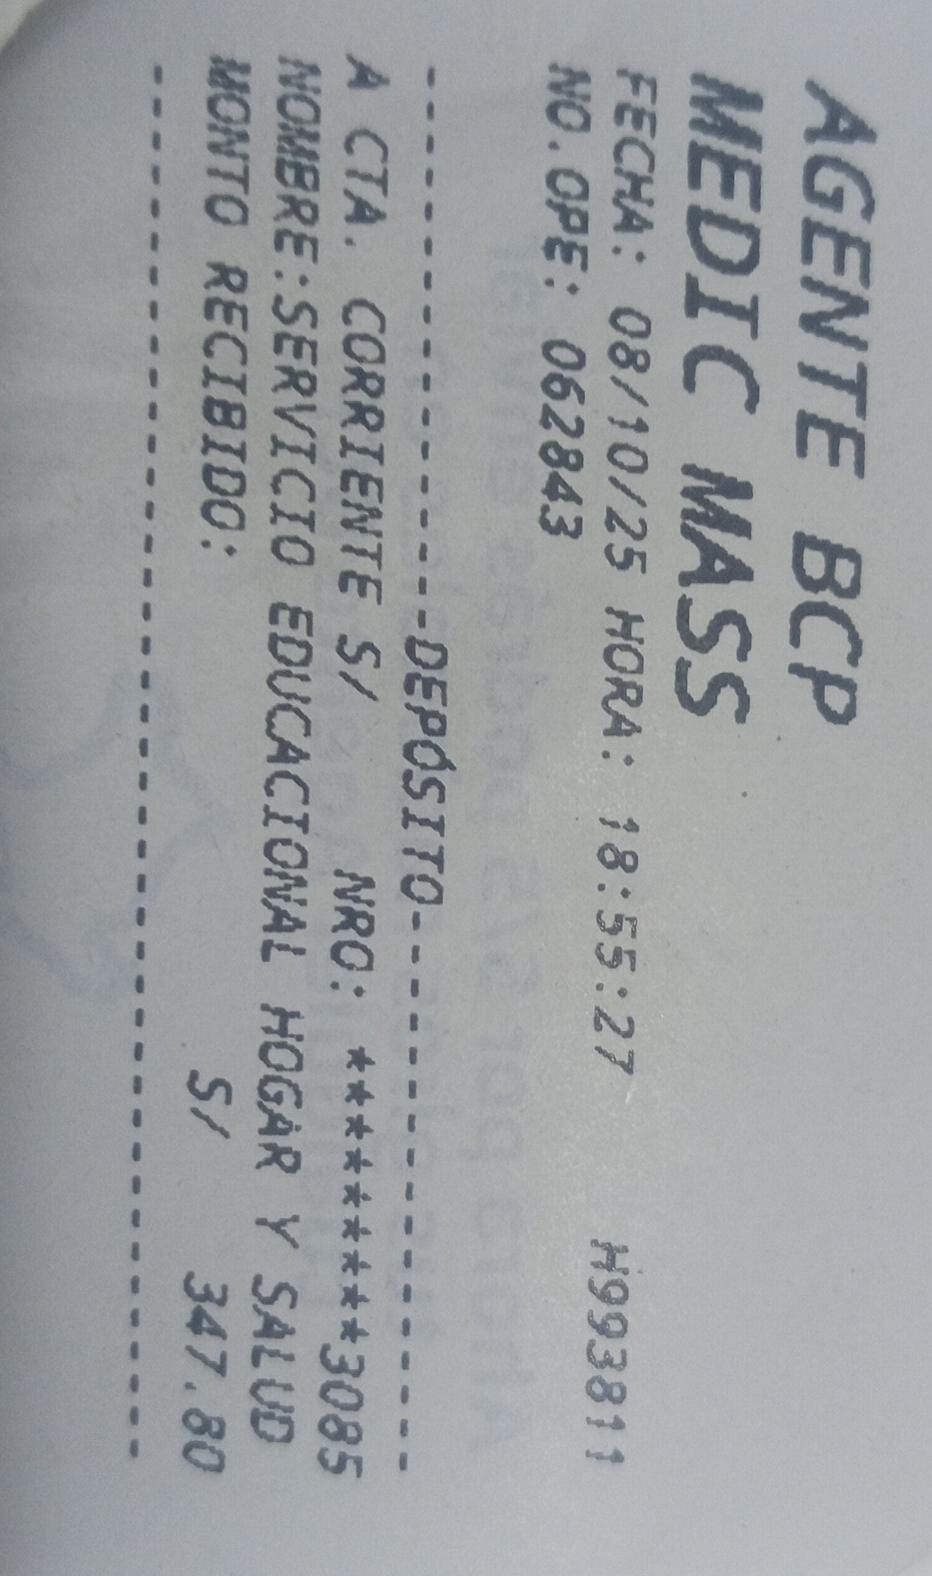 AGENTE BCP
MEDIC MASS
FECHA: 08/10/25 HORA: 18:55:27 H993811
NO.OPE: 062843
----------------DEPÓSITO----------------
A CTA. CORRIENTE S/ NRO: *********3085
NOMBRE:SERVICIO EDUCACIONAL HOGAR Y SALUD
MONTO RECIBIDO: S/ 347.80
----------------------------------------